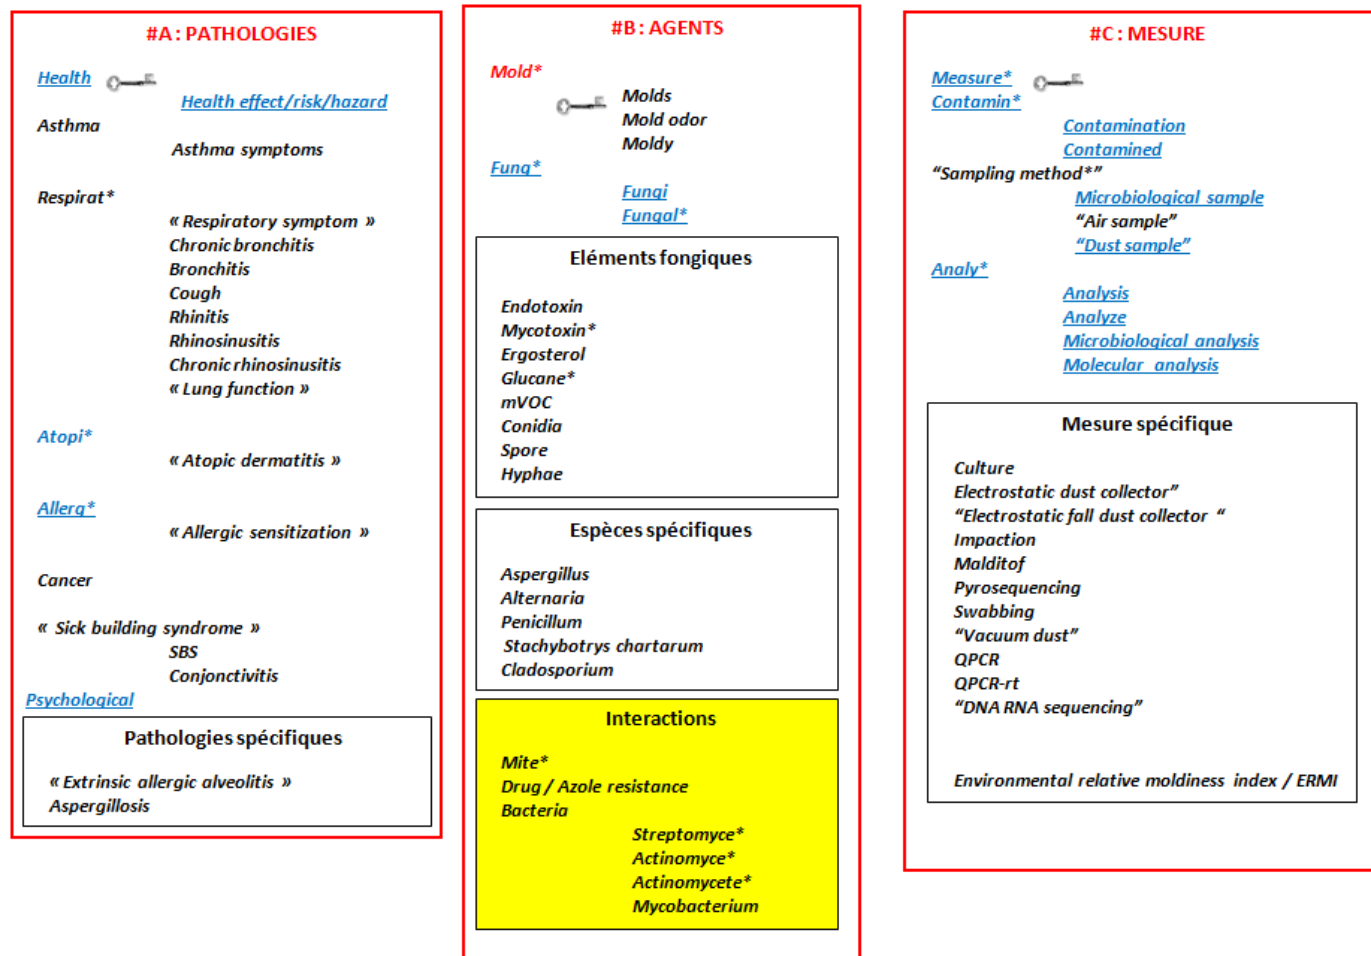 #A : PATHOLOGIES
Health
Health effect/risk/hazard
Asthma
Asthma symptoms
Respirat*
« Respiratory symptom »
Chronic bronchitis
Bronchitis
Cough
Rhinitis
Rhinosinusitis
Chronic rhinosinusitis
« Lung function »
Atopi*
« Atopic dermatitis »
Allerg*
« Allergic sensitization »
Cancer
« Sick building syndrome »
SBS
Conjonctivitis
Psychological
Pathologies spécifiques
« Extrinsic allergic alveolitis »
Aspergillosis
#B : AGENTS
Mold*
Molds
Mold odor
Moldy
Fung*
Fungi
Fungal*
Eléments fongiques
Endotoxin
Mycotoxin*
Ergosterol
Glucane*
mVOC
Conidia
Spore
Hyphae
Espèces spécifiques
Aspergillus
Alternaria
Penicillum
Stachybotrys chartarum
Cladosporium
Interactions
Mite*
Drug / Azole resistance
Bacteria
Streptomyce*
Actinomyce*
Actinomycete*
Mycobacterium
#C : MESURE
Measure*
Contamin*
Contamination
Contamined
“Sampling method*”
Microbiological sample
“Air sample”
“Dust sample”
Analy*
Analysis
Analyze
Microbiological analysis
Molecular analysis
Mesure spécifique
Culture
Electrostatic dust collector”
“Electrostatic fall dust collector “
Impaction
Malditof
Pyrosequencing
Swabbing
“Vacuum dust”
QPCR
QPCR-rt
“DNA RNA sequencing”
Environmental relative moldiness index / ERMI